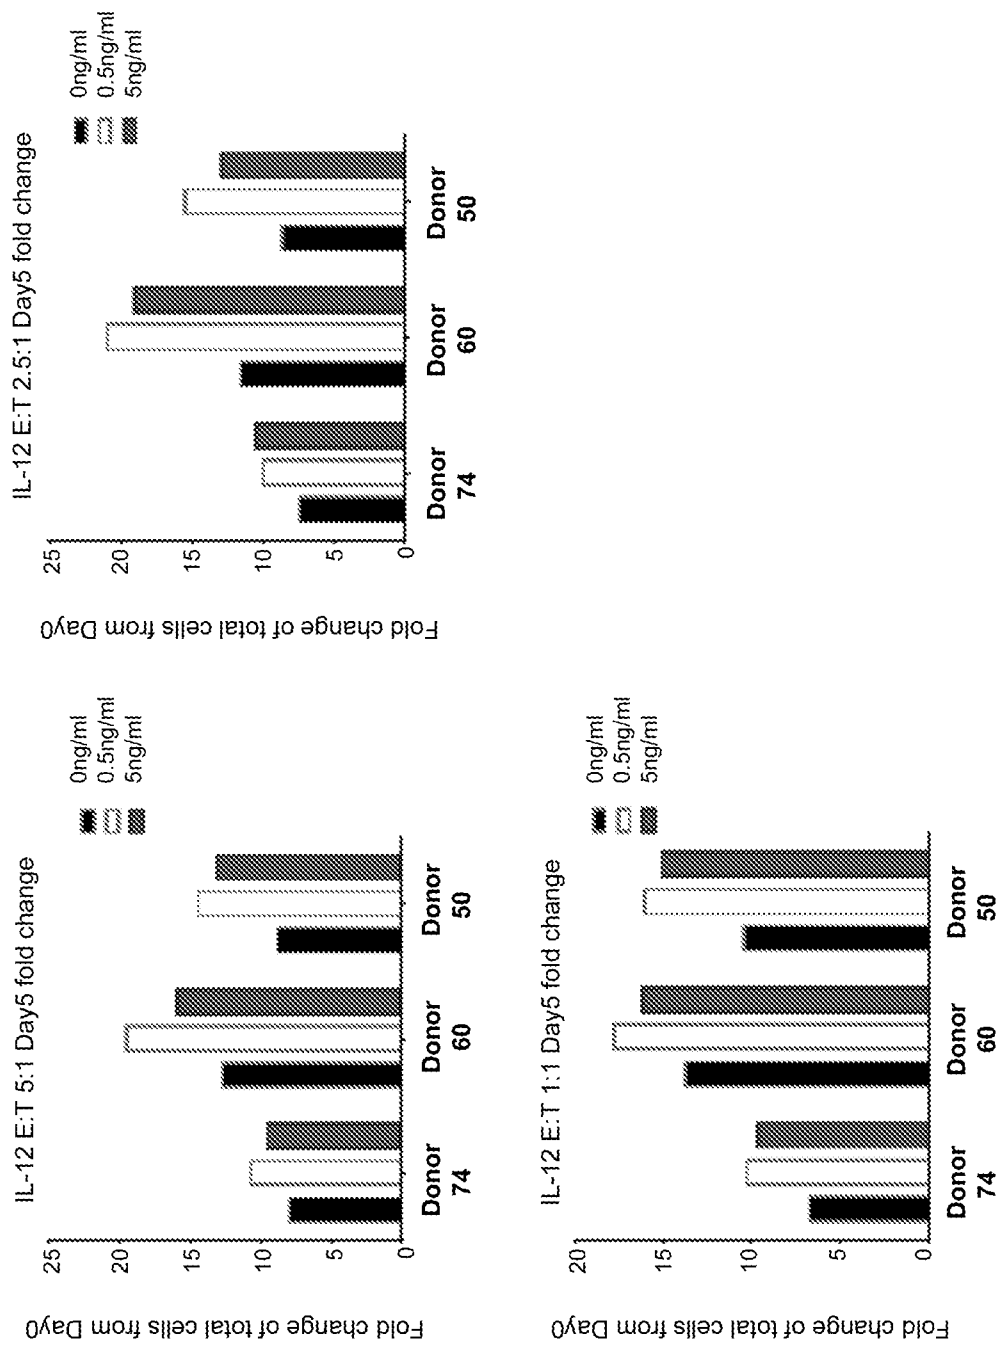 IL-12 E:T 5:1 Day5 fold change
Fold change of total cells from Day0
25
20
15
10
5
0
0ng/ml
0.5ng/ml
5ng/ml
Donor
74
Donor
60
Donor
50
IL-12 E:T 2.5:1 Day5 fold change
Fold change of total cells from Day0
25
20
15
10
5
0
0ng/ml
0.5ng/ml
5ng/ml
Donor
74
Donor
60
Donor
50
IL-12 E:T 1:1 Day5 fold change
Fold change of total cells from Day0
20
15
10
5
0
0ng/ml
0.5ng/ml
5ng/ml
Donor
74
Donor
60
Donor
50